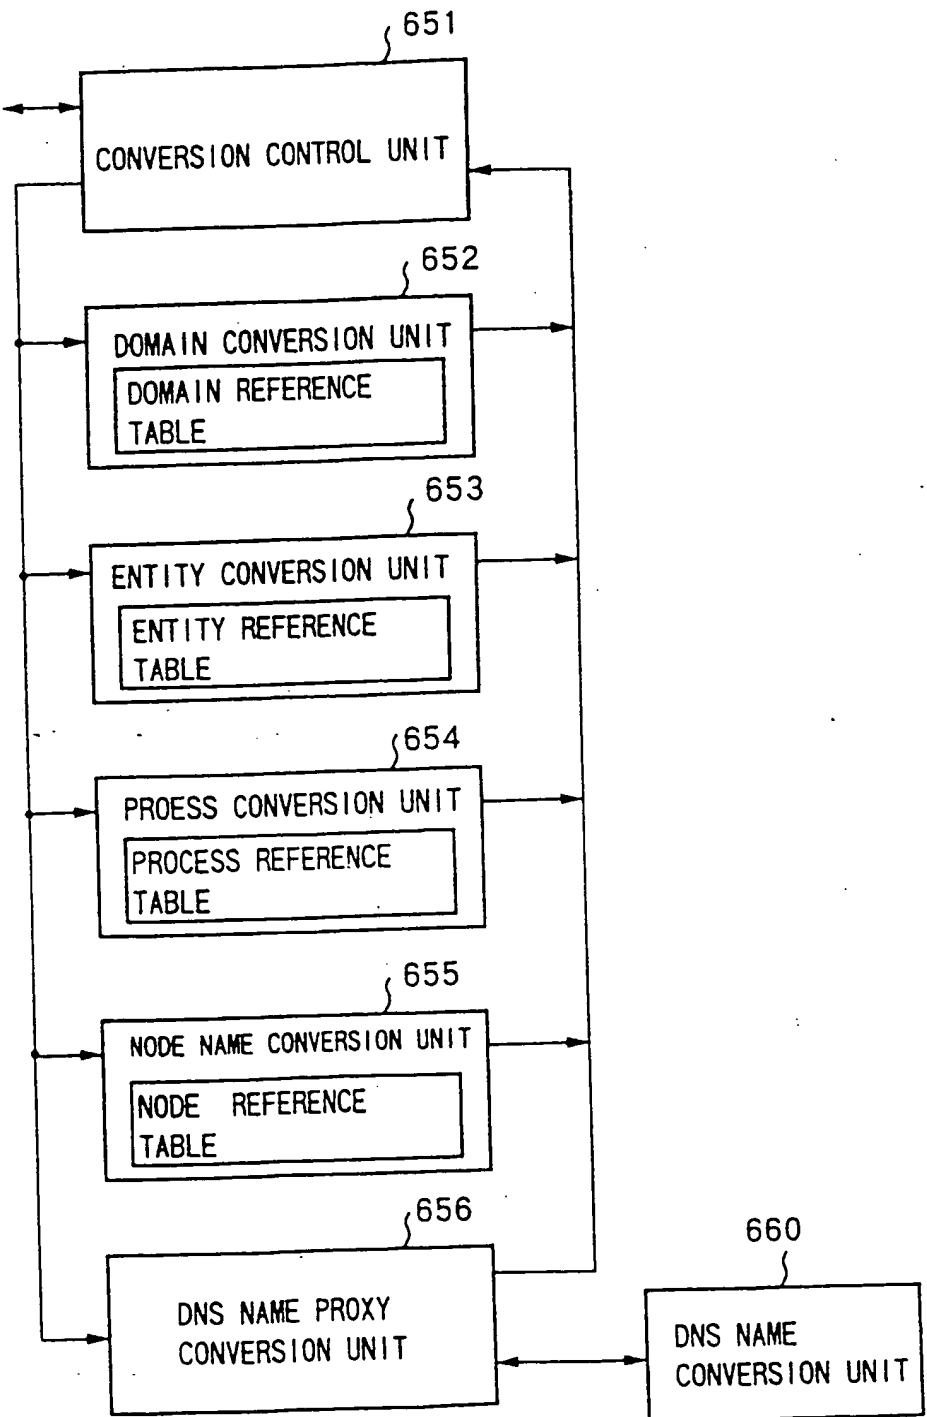 651
CONVERSION CONTROL UNIT
652
DOMAIN CONVERSION UNIT
DOMAIN REFERENCE
TABLE
653
ENTITY CONVERSION UNIT
ENTITY REFERENCE
TABLE
654
PROESS CONVERSION UNIT
PROCESS REFERENCE
TABLE
655
NODE NAME CONVERSION UNIT
NODE REFERENCE
TABLE
656
DNS NAME PROXY
CONVERSION UNIT
660
DNS NAME
CONVERSION UNIT